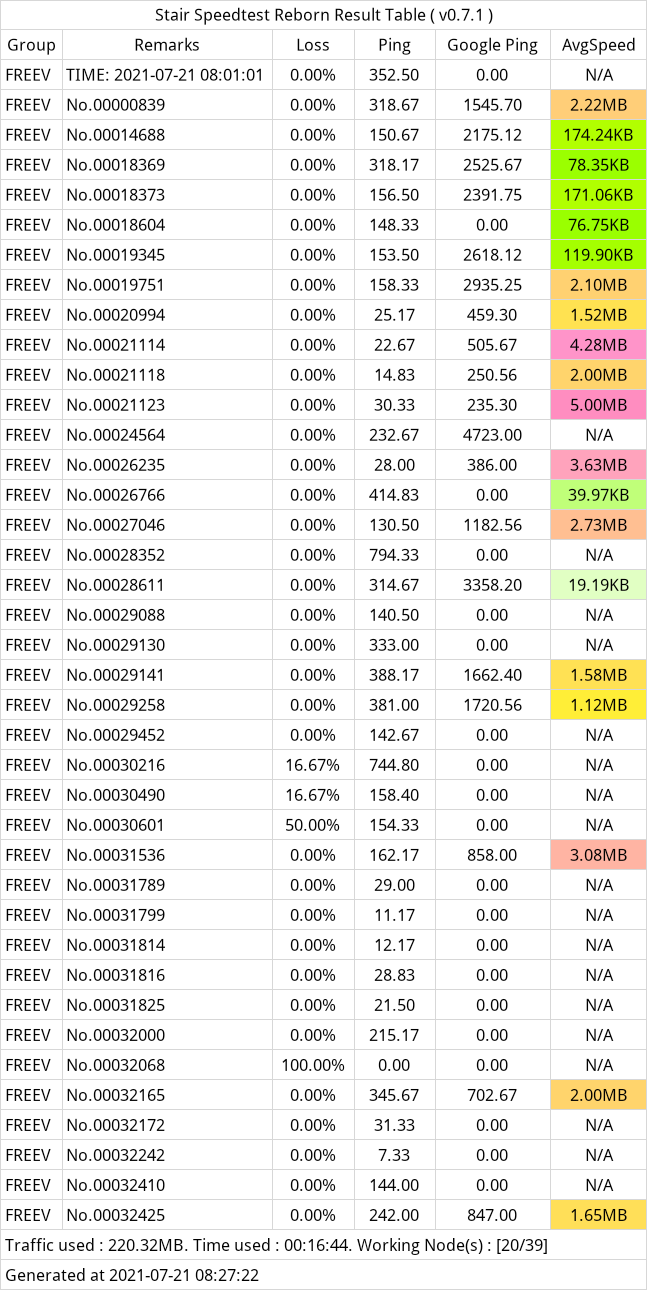 Stair Speedtest Reborn Result Table ( v0.7.1 )
Group Remarks Loss Ping Google Ping AvgSpeed
FREEV TIME: 2021-07-21 08:01:01 0.00% 352.50 0.00 N/A
FREEV No.00000839 0.00% 318.67 1545.70 2.22MB
FREEV No.00014688 0.00% 150.67 2175.12 174.24KB
FREEV No.00018369 0.00% 318.17 2525.67 78.35KB
FREEV No.00018373 0.00% 156.50 2391.75 171.06KB
FREEV No.00018604 0.00% 148.33 0.00 76.75KB
FREEV No.00019345 0.00% 153.50 2618.12 119.90KB
FREEV No.00019751 0.00% 158.33 2935.25 2.10MB
FREEV No.00020994 0.00% 25.17 459.30 1.52MB
FREEV No.00021114 0.00% 22.67 505.67 4.28MB
FREEV No.00021118 0.00% 14.83 250.56 2.00MB
FREEV No.00021123 0.00% 30.33 235.30 5.00MB
FREEV No.00024564 0.00% 232.67 4723.00 N/A
FREEV No.00026235 0.00% 28.00 386.00 3.63MB
FREEV No.00026766 0.00% 414.83 0.00 39.97KB
FREEV No.00027046 0.00% 130.50 1182.56 2.73MB
FREEV No.00028352 0.00% 794.33 0.00 N/A
FREEV No.00028611 0.00% 314.67 3358.20 19.19KB
FREEV No.00029088 0.00% 140.50 0.00 N/A
FREEV No.00029130 0.00% 333.00 0.00 N/A
FREEV No.00029141 0.00% 388.17 1662.40 1.58MB
FREEV No.00029258 0.00% 381.00 1720.56 1.12MB
FREEV No.00029452 0.00% 142.67 0.00 N/A
FREEV No.00030216 16.67% 744.80 0.00 N/A
FREEV No.00030490 16.67% 158.40 0.00 N/A
FREEV No.00030601 50.00% 154.33 0.00 N/A
FREEV No.00031536 0.00% 162.17 858.00 3.08MB
FREEV No.00031789 0.00% 29.00 0.00 N/A
FREEV No.00031799 0.00% 11.17 0.00 N/A
FREEV No.00031814 0.00% 12.17 0.00 N/A
FREEV No.00031816 0.00% 28.83 0.00 N/A
FREEV No.00031825 0.00% 21.50 0.00 N/A
FREEV No.00032000 0.00% 215.17 0.00 N/A
FREEV No.00032068 100.00% 0.00 0.00 N/A
FREEV No.00032165 0.00% 345.67 702.67 2.00MB
FREEV No.00032172 0.00% 31.33 0.00 N/A
FREEV No.00032242 0.00% 7.33 0.00 N/A
FREEV No.00032410 0.00% 144.00 0.00 N/A
FREEV No.00032425 0.00% 242.00 847.00 1.65MB
Traffic used : 220.32MB. Time used : 00:16:44. Working Node(s) : [20/39]
Generated at 2021-07-21 08:27:22